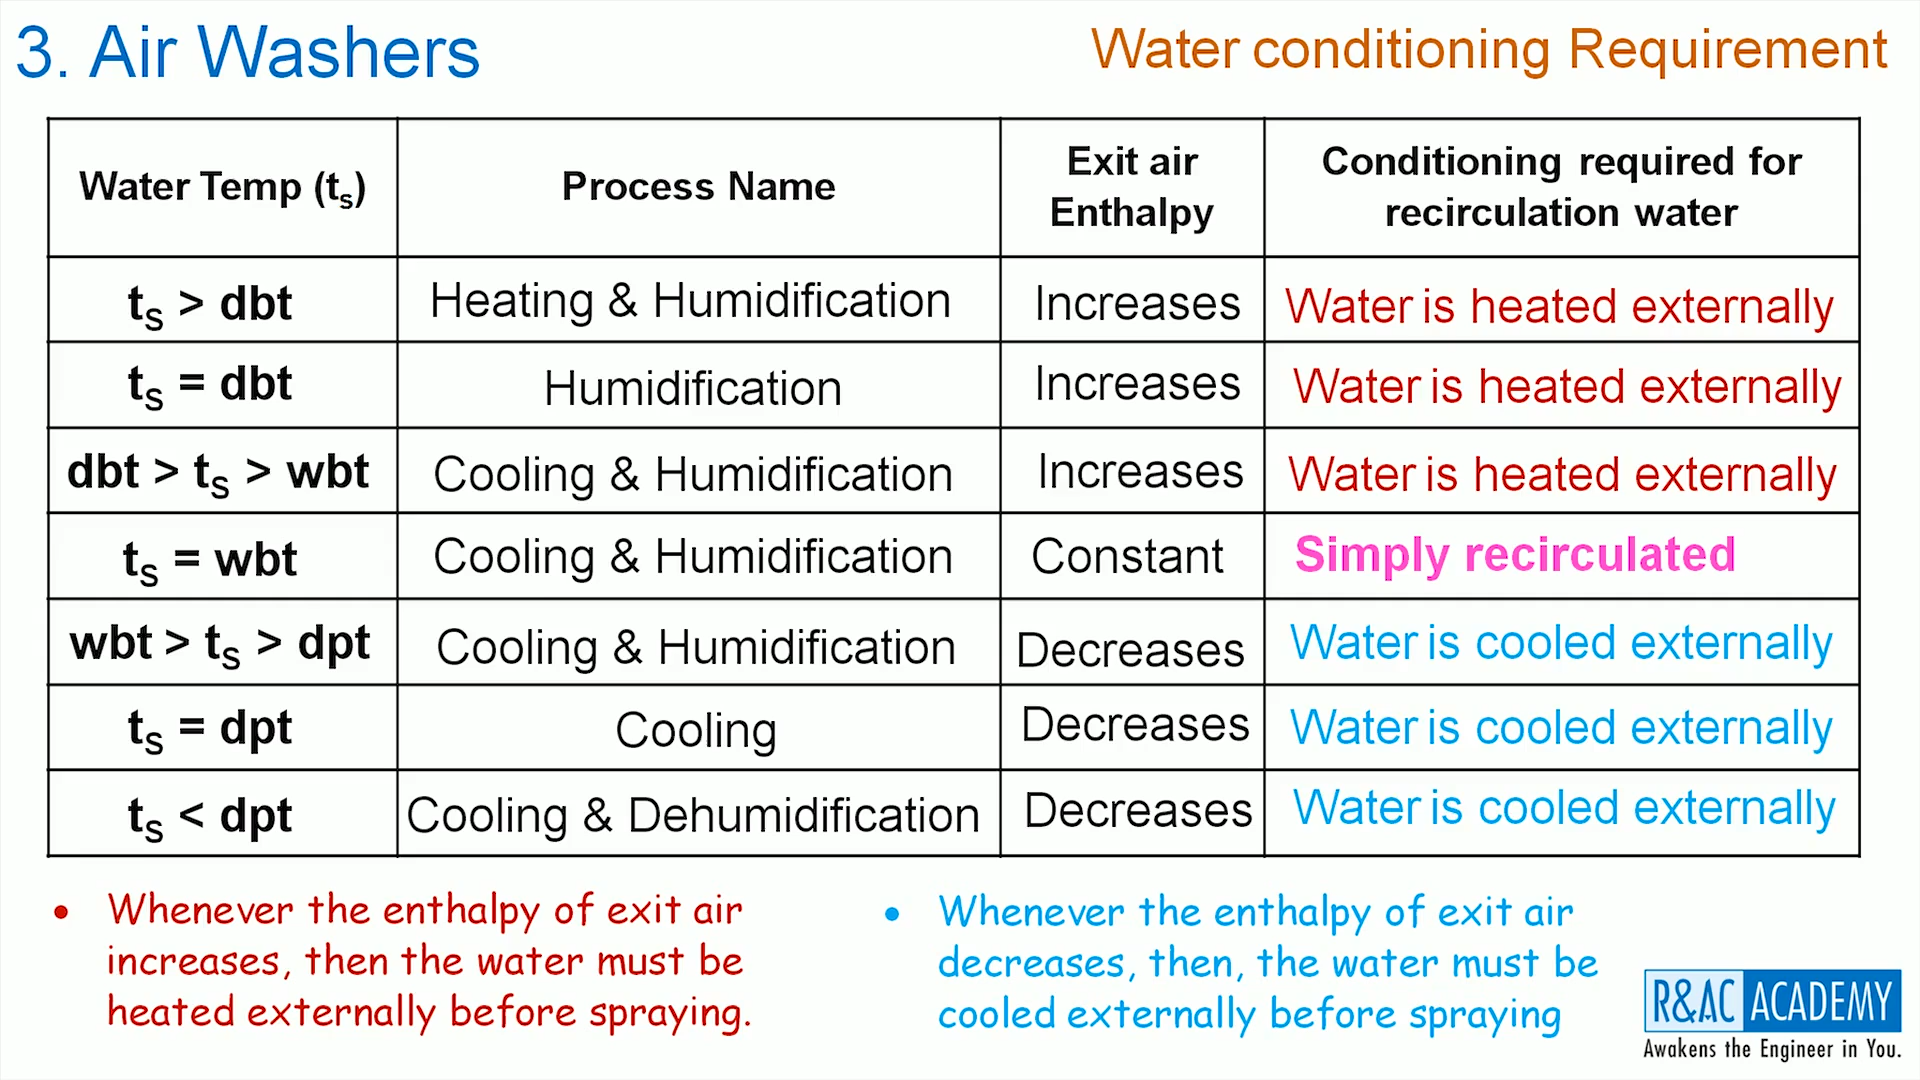 3. Air Washers
Water conditioning Requirement
Water Temp (ts)
Process Name
Exit air
Enthalpy
Conditioning required for
recirculation water
ts > dbt
Heating & Humidification
Increases
Water is heated externally
ts = dbt
Humidification
Increases
Water is heated externally
dbt > ts > wbt
Cooling & Humidification
Increases
Water is heated externally
ts = wbt
Cooling & Humidification
Constant
Simply recirculated
wbt > ts > dpt
Cooling & Humidification
Decreases
Water is cooled externally
ts = dpt
Cooling
Decreases
Water is cooled externally
ts < dpt
Cooling & Dehumidification
Decreases
Water is cooled externally
• Whenever the enthalpy of exit air
increases, then the water must be
heated externally before spraying.
• Whenever the enthalpy of exit air
decreases, then, the water must be
cooled externally before spraying
R&AC ACADEMY
Awakens the Engineer in You.